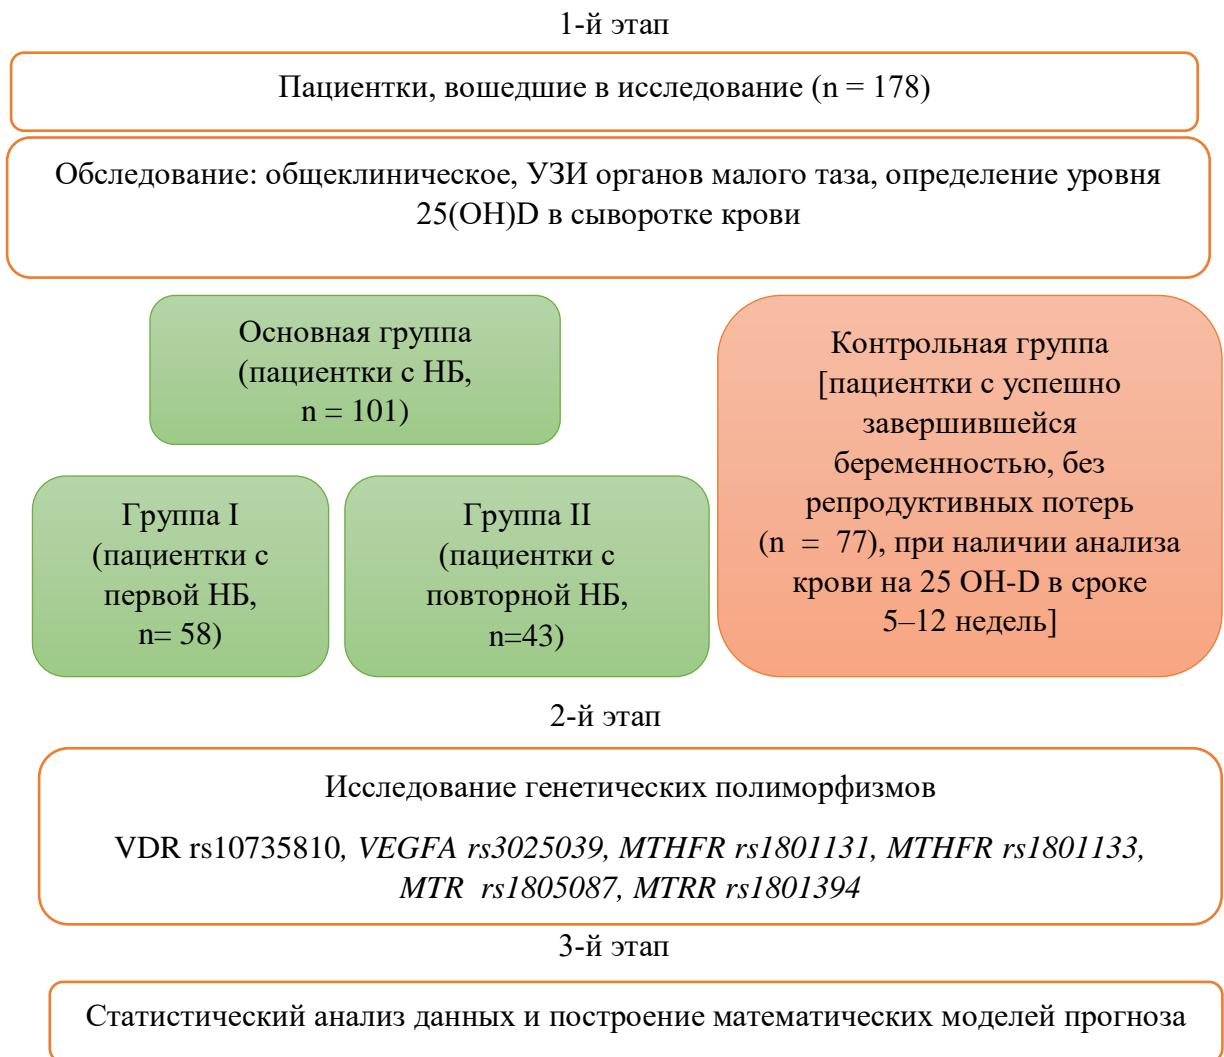 1-й этап
Пациентки, вошедшие в исследование (n = 178)
Обследование: общеклиническое, УЗИ органов малого таза, определение уровня
25(OH)D в сыворотке крови
Основная группа
(пациентки с НБ,
n = 101)
Группа I
(пациентки с
первой НБ,
n= 58)
Группа II
(пациентки с
повторной НБ,
n=43)
Контрольная группа
[пациентки с успешно
завершившейся
беременностью, без
репродуктивных потерь
(n = 77), при наличии анализа
крови на 25 OH-D в сроке
5–12 недель]
2-й этап
Исследование генетических полиморфизмов
VDR rs10735810, VEGFA rs3025039, MTHFR rs1801131, MTHFR rs1801133,
MTR rs1805087, MTRR rs1801394
3-й этап
Статистический анализ данных и построение математических моделей прогноза